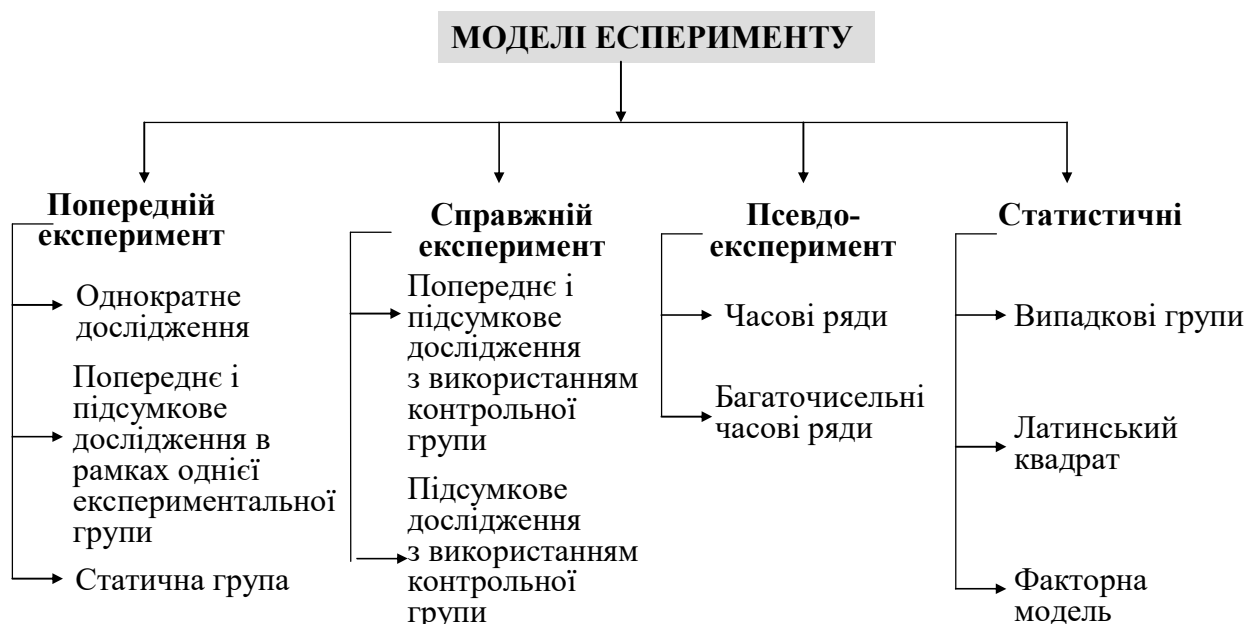 МОДЕЛІ ЕСПЕРИМЕНТУ
Попередній
експеримент
Однократне
дослідження
Попереднє і
підсумкове
дослідження в
рамках однієї
експериментальної
групи
Статична група
Справжній
експеримент
Попереднє і
підсумкове
дослідження
з використанням
контрольної
групи
Підсумкове
дослідження
з використанням
контрольної
групи
Псевдо-
експеримент
Часові ряди
Багаточисельні
часові ряди
Статистичні
Випадкові групи
Латинський
квадрат
Факторна
модель